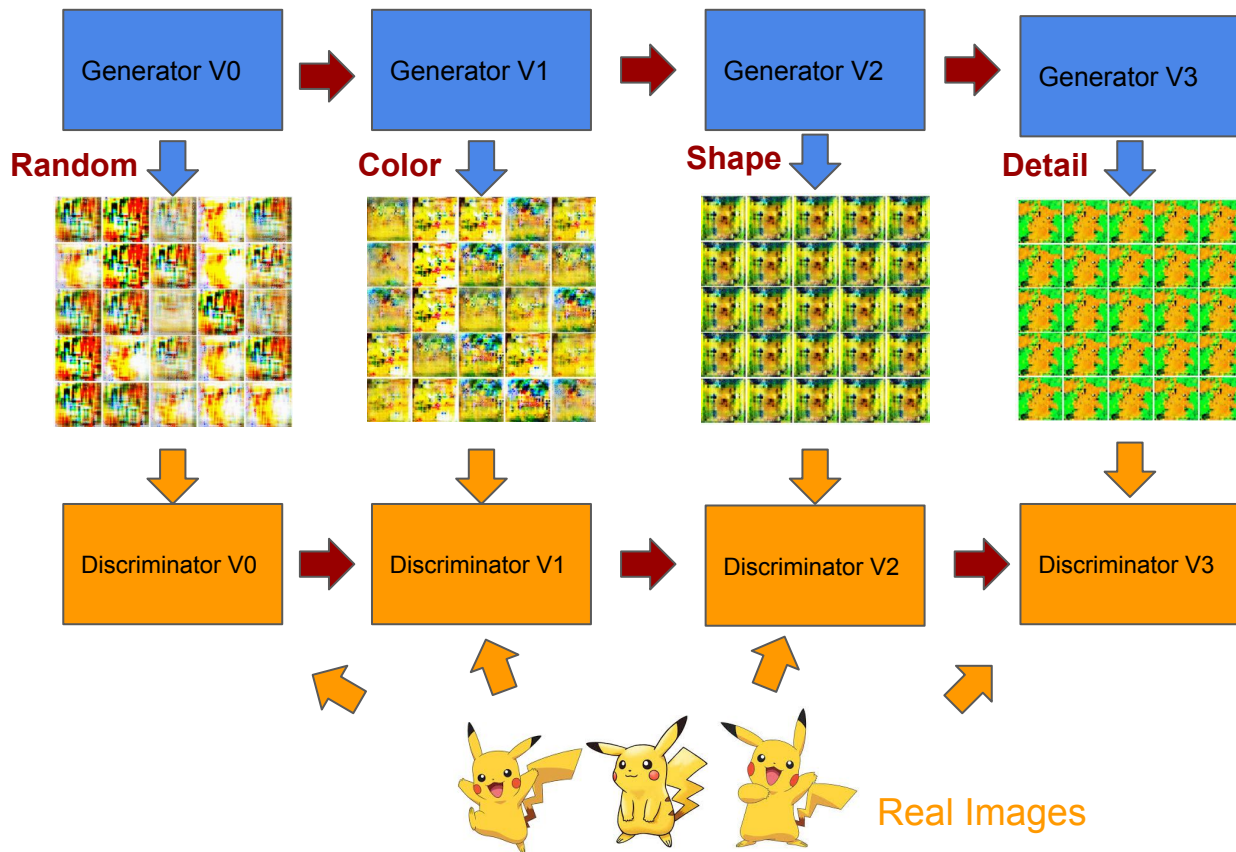 Generator V0
Generator V1
Generator V2
Generator V3
Random
Color
Shape
Detail
Discriminator V0
Discriminator V1
Discriminator V2
Discriminator V3
Real Images